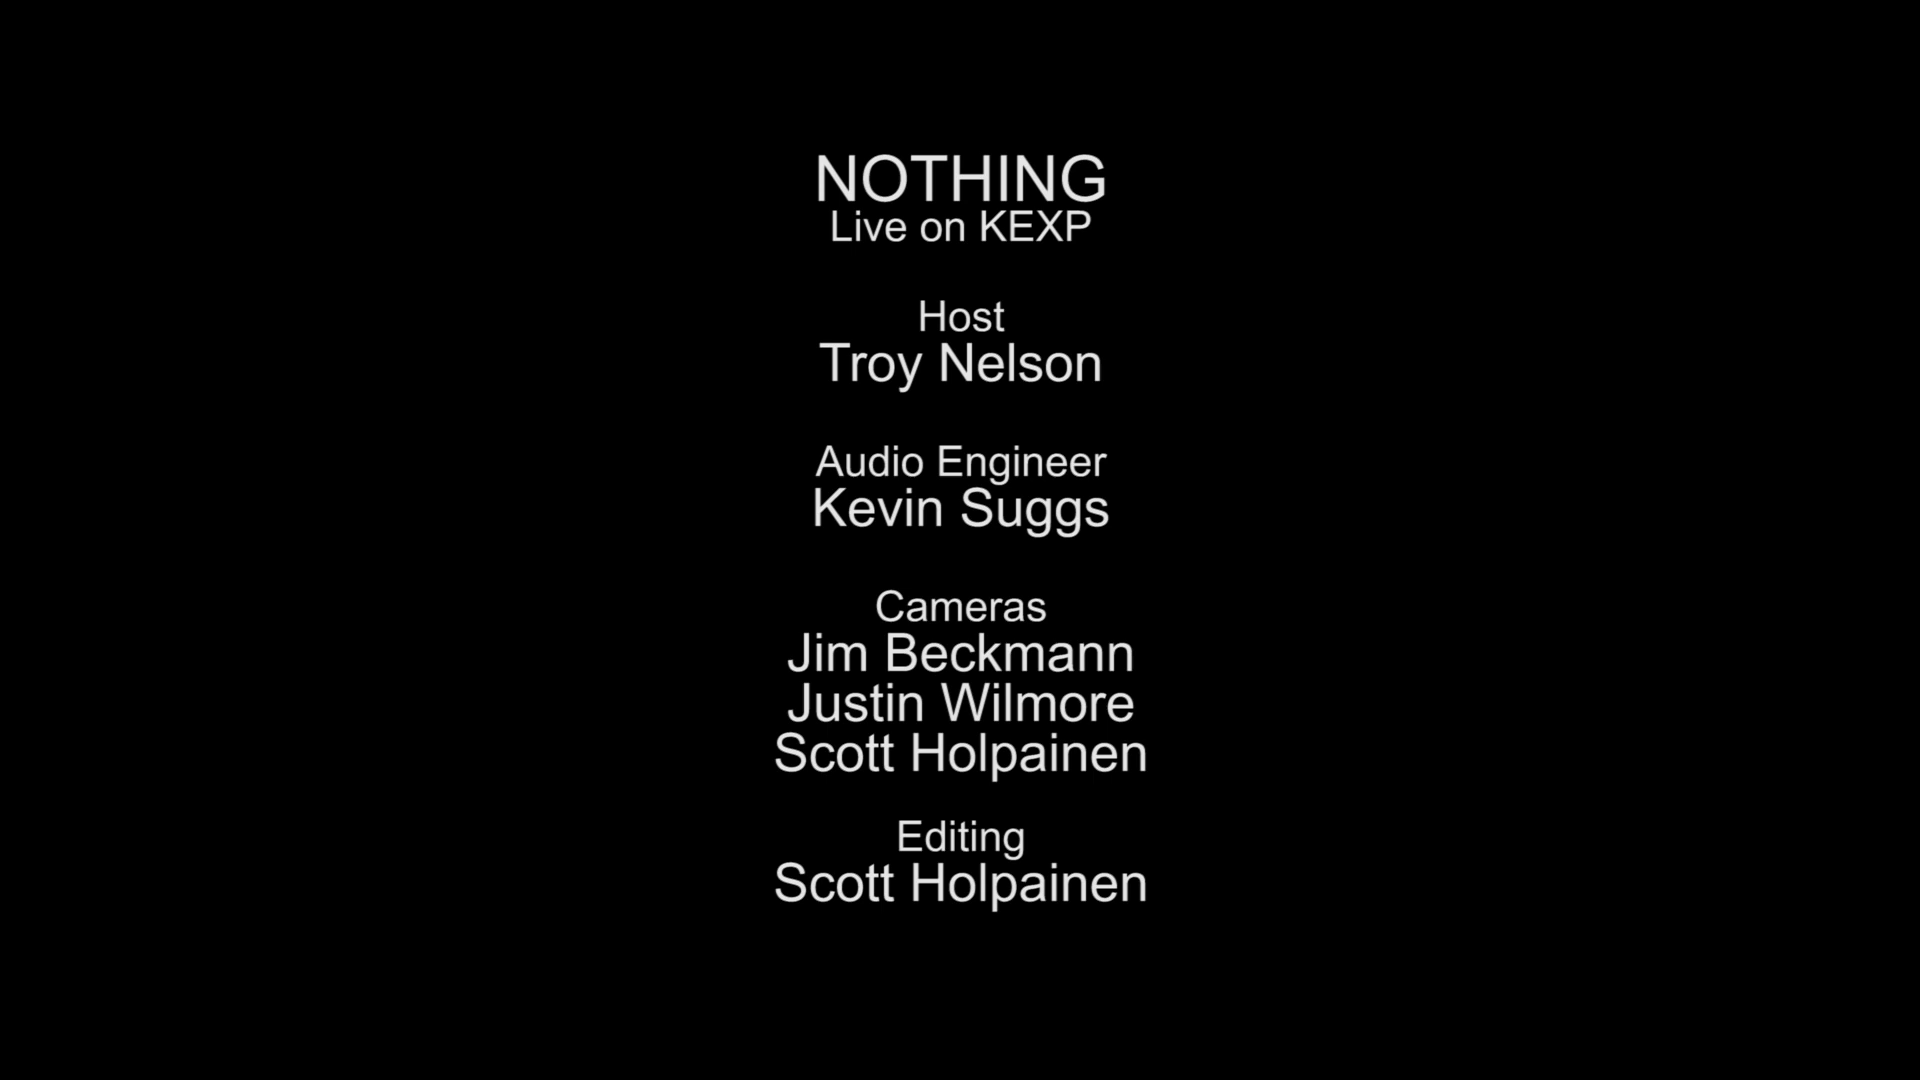 NOTHING
Live on KEXP
Host
Troy Nelson
Audio Engineer
Kevin Suggs
Cameras
Jim Beckmann
Justin Wilmore
Scott Holpainen
Editing
Scott Holpainen